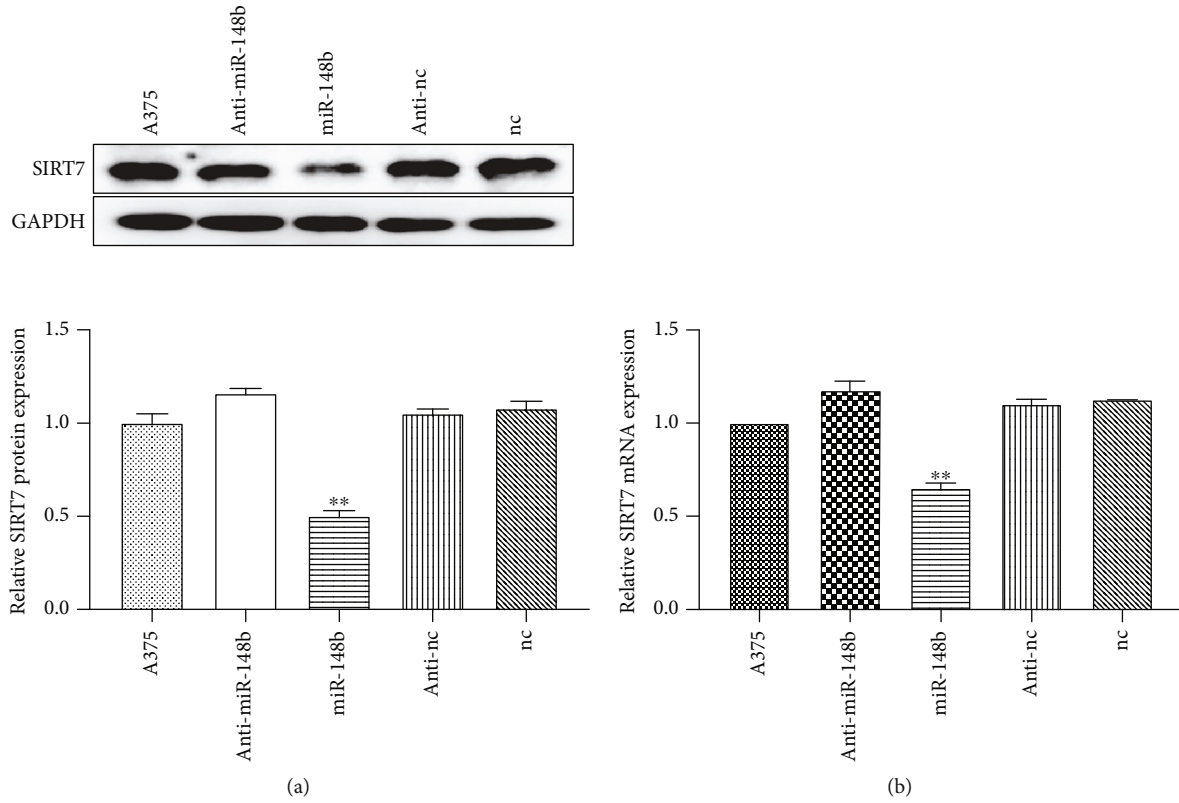 A375
Anti-miR-148b
miR-148b
Anti-nc
nc
SIRT7
GAPDH
Relative SIRT7 protein expression
1.5
1.0
0.5
0.0
**
A375
Anti-miR-148b
miR-148b
Anti-nc
nc
(a)
Relative SIRT7 mRNA expression
1.5
1.0
0.5
0.0
**
A375
Anti-miR-148b
miR-148b
Anti-nc
nc
(b)